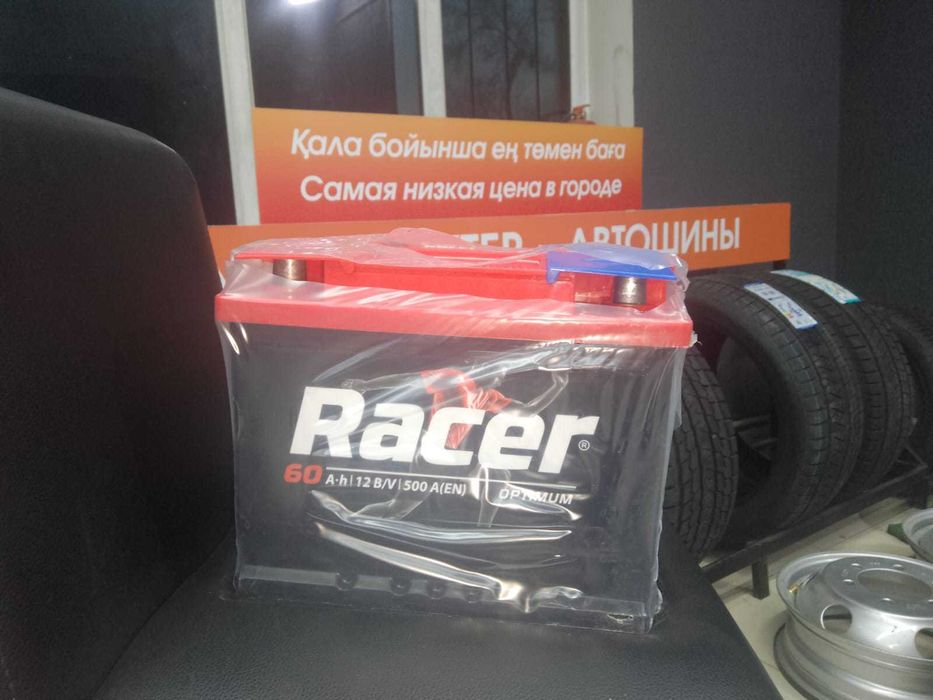 Қала бойынша ең төмен баға
Самая низкая цена в городе
АВТОШИНЫ
Racer®
60 A·h | 12 B/V | 500 A(EN)
OPTIMUM